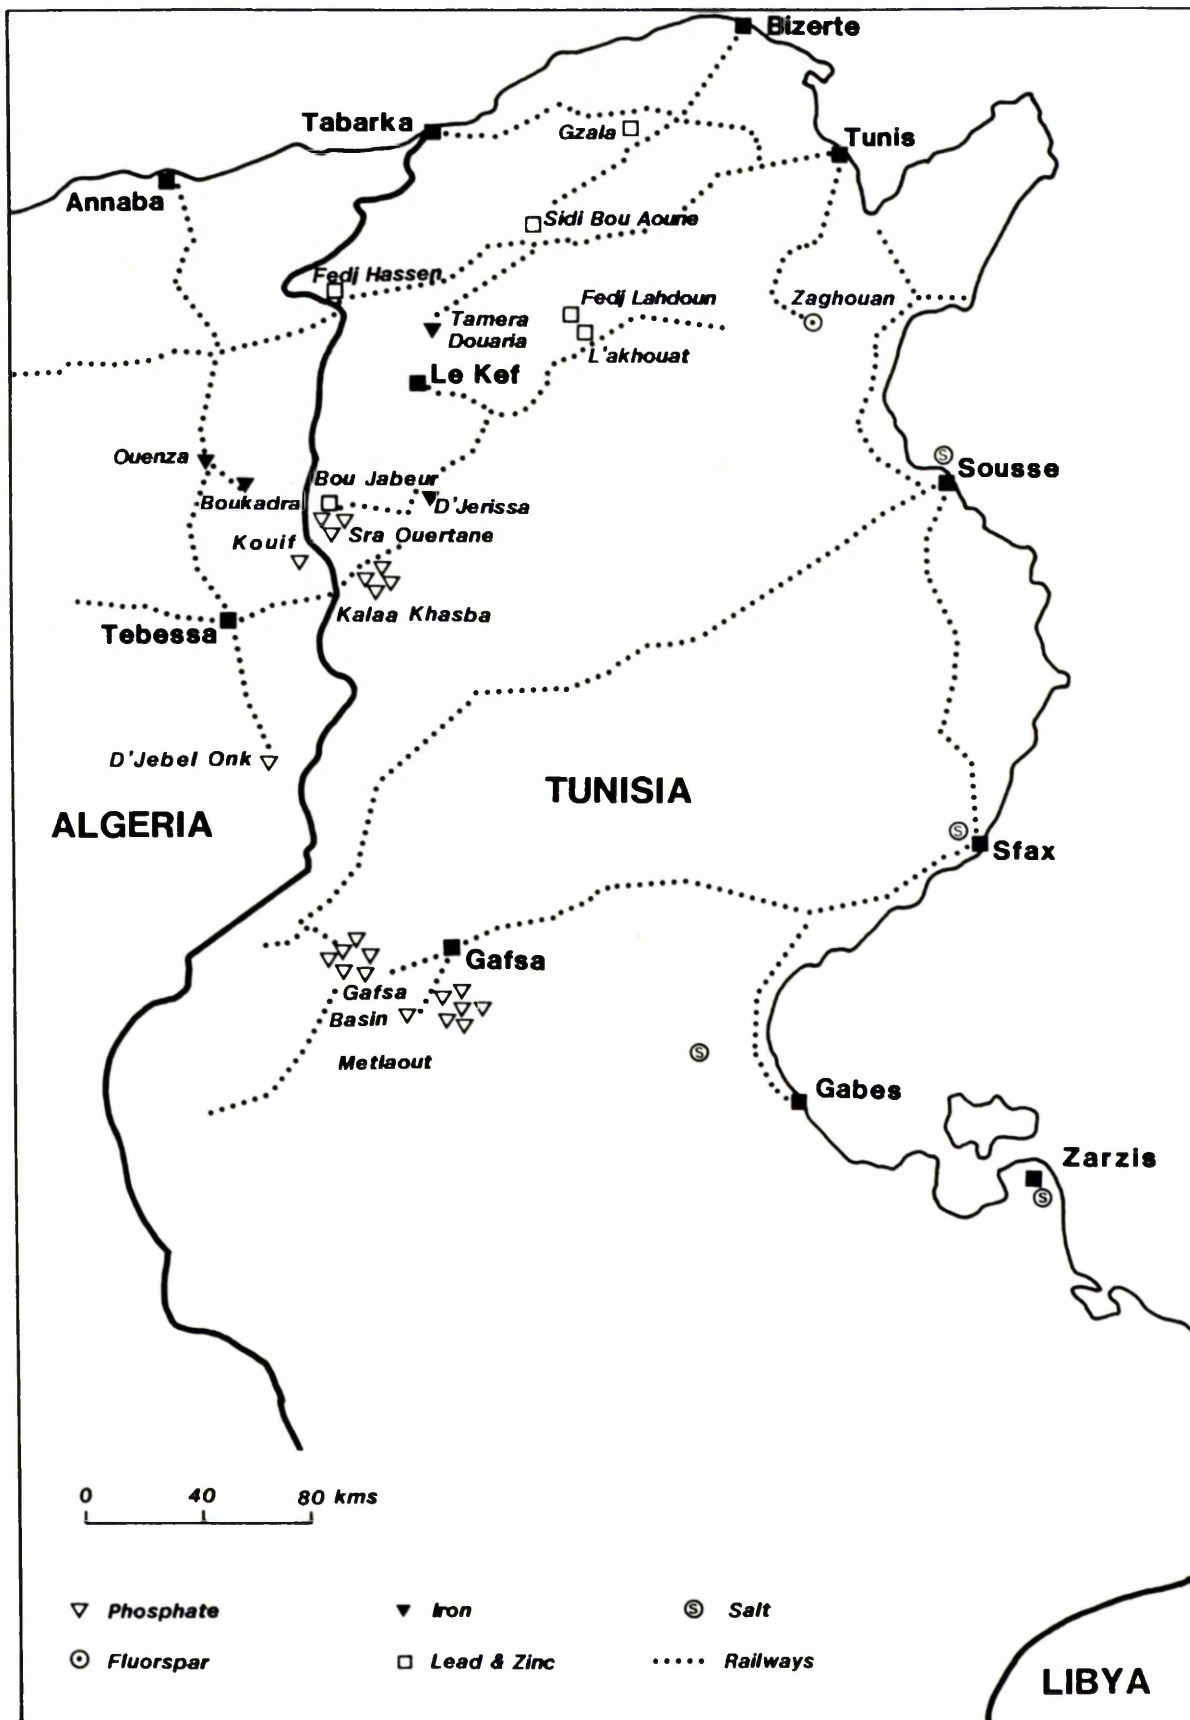 Bizerte
Tabarka
Gzala
Tunis
Annaba
Sidi Bou Aoune
Fedj Hassen
Fedj Lahdoun
Zaghouan
Tamera
Douaria
L'akhouat
Le Kef
Ouenza
Bou Jabeur
Sousse
Boukadra
D'Jerissa
Kouif
Sra Ouertane
Kalaa Khasba
Tebessa
D'Jebel Onk
TUNISIA
ALGERIA
Sfax
Gafsa
Gafsa
Basin
Metlaout
Gabes
Zarzis
0 40 80 kms
Phosphate
Iron
S Salt
Fluorspar
Lead & Zinc
Railways
LIBYA
S
S
S
S